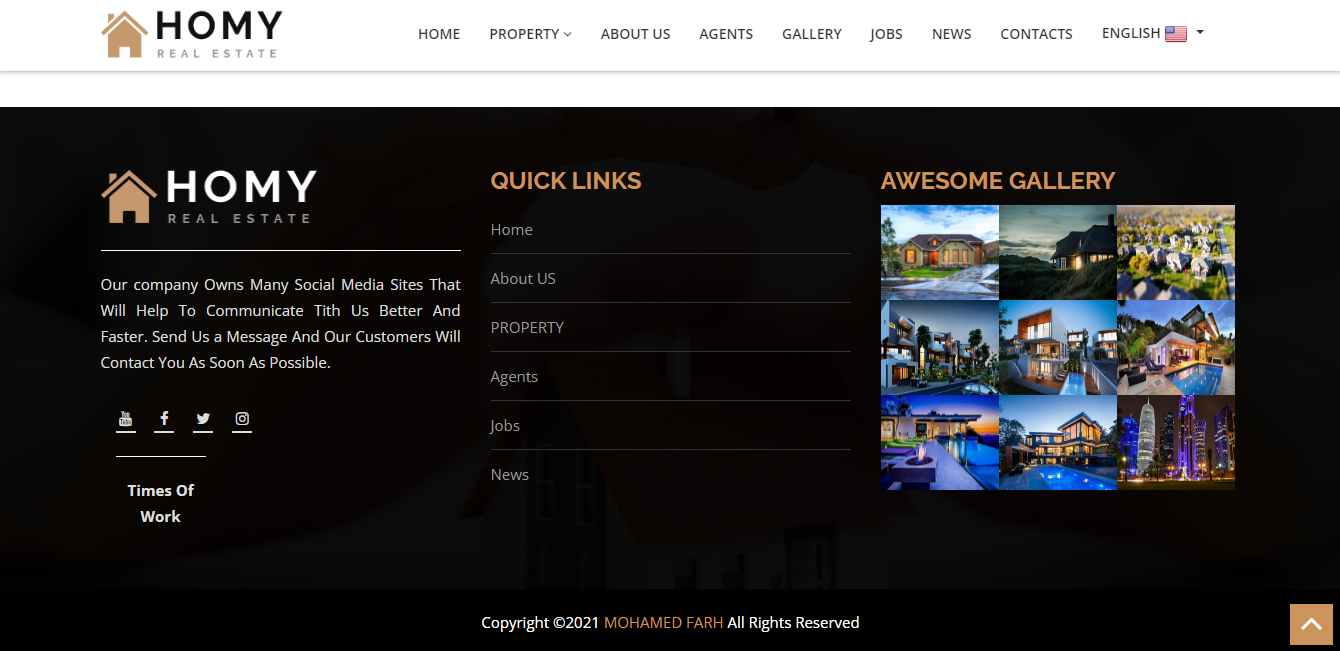 HOMY
REAL ESTATE
HOME PROPERTY ABOUT US AGENTS GALLERY JOBS NEWS CONTACTS ENGLISH
HOMY
REAL ESTATE
Our company Owns Many Social Media Sites That
Will Help To Communicate Tith Us Better And
Faster. Send Us a Message And Our Customers Will
Contact You As Soon As Possible.
You
Tube
Times Of
Work
QUICK LINKS
Home
About US
PROPERTY
Agents
Jobs
News
AWESOME GALLERY
Copyright ©2021 MOHAMED FARH All Rights Reserved